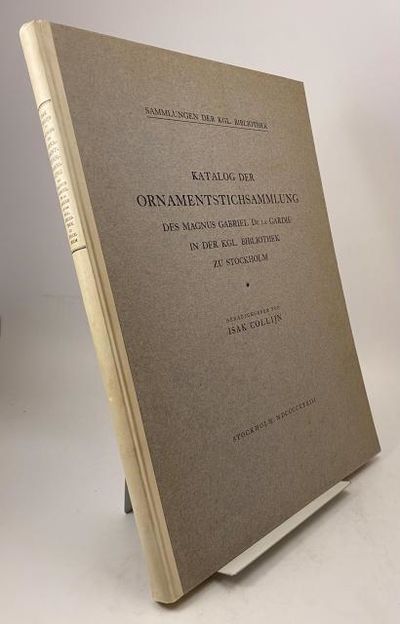 SAMMLUNGEN DER KGL. BIBLIOTHEK
KATALOG DER
ORNAMENTSTICHSAMMLUNG
DES MAGNUS GABRIEL DE LA GARDIE
IN DER KGL. BIBLIOTHEK
ZU STOCKHOLM
HERAUSGEGEBEN VON
ISAK COLLIJN
STOCKHOLM